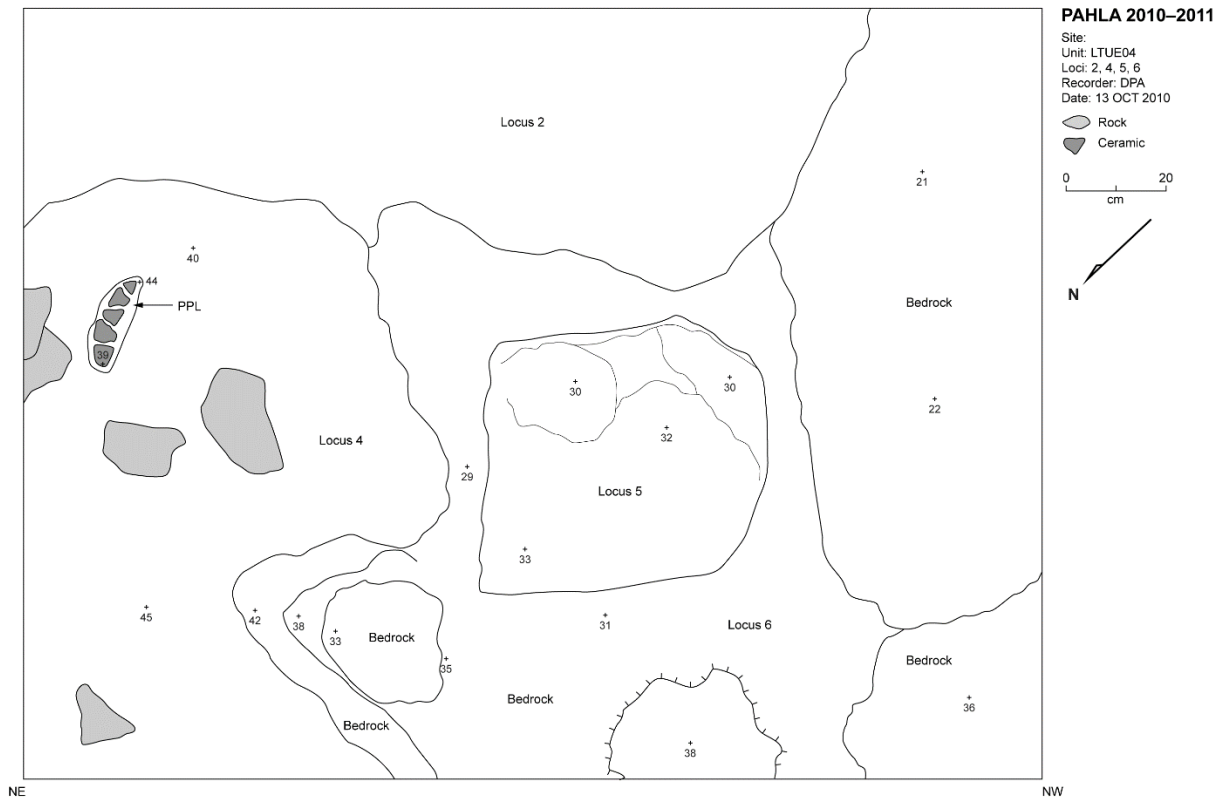 PAHLA 2010–2011
Site:
Unit: LTUE04
Loci: 2, 4, 5, 6
Recorder: DPA
Date: 13 OCT 2010
Rock
Ceramic
0 20
cm
N
Locus 2
21
40
44
PPL
Bedrock
39
30
30
22
32
Locus 4
29
Locus 5
33
45
42
38
33
Bedrock
31
Locus 6
35
Bedrock
Bedrock
36
Bedrock
38
NE
NW